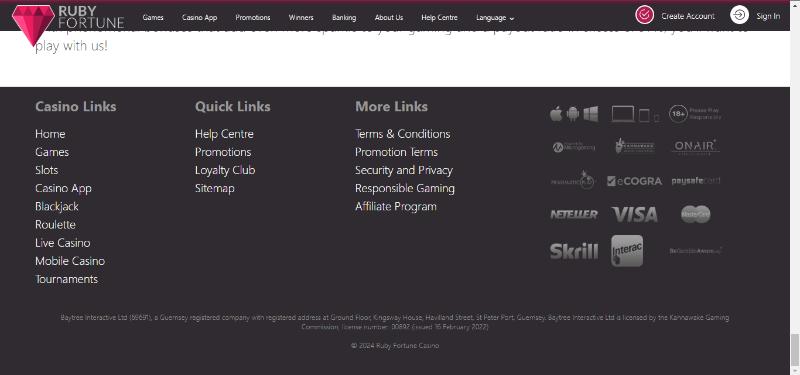 RUBY
FORTUNE
Games Casino App Promotions Winners Banking About Us Help Centre Language Create Account Sign In
play with us!
Casino Links Quick Links More Links
Home Help Centre Terms & Conditions
Games Promotions Promotion Terms
Slots Loyalty Club Security and Privacy
Casino App Sitemap Responsible Gaming
Blackjack Affiliate Program
Roulette
Live Casino
Mobile Casino
Tournaments
18+ Please Play
Responsibly
Microgaming KAHNAWAKE ONAIR
PRAGMATIC eCOGRA paysafecard
NETELLER VISA MasterCard
Skrill Interac BeGambleAware.org
Baytree Interactive Ltd (69691), a Guernsey registered company with registered address at Ground Floor, Kingsway House, Havilland Street, St Peter Port, Guernsey. Baytree Interactive Ltd is licensed by the Kahnawake Gaming
Commission, license number: 00892 (issued 16 February 2022)
© 2024 Ruby Fortune Casino